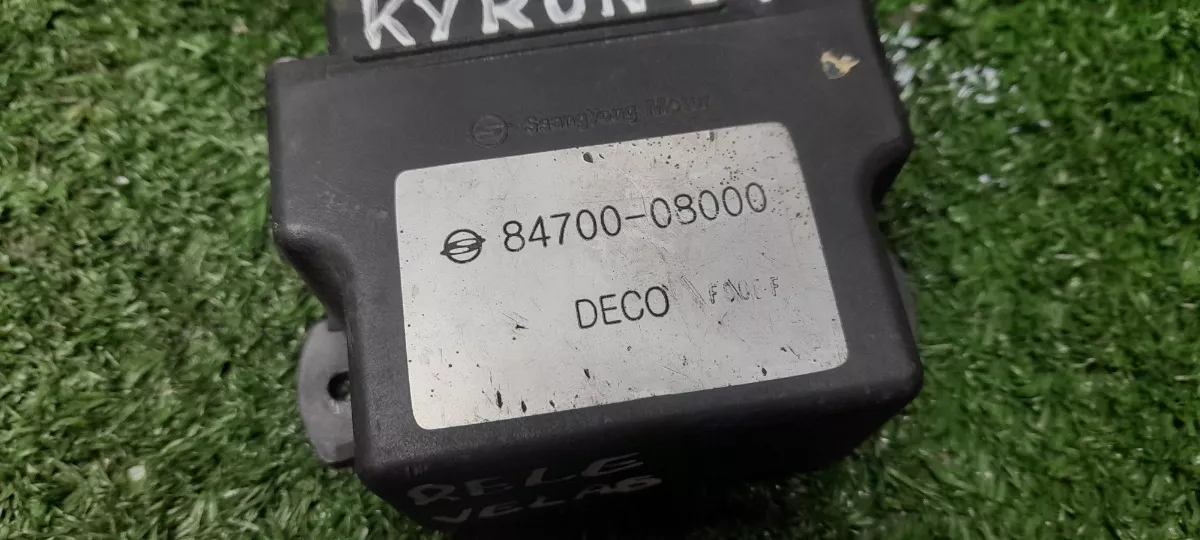 KYRON
SsangYong Motor
84700-08000
DECO
RELE
VELAS